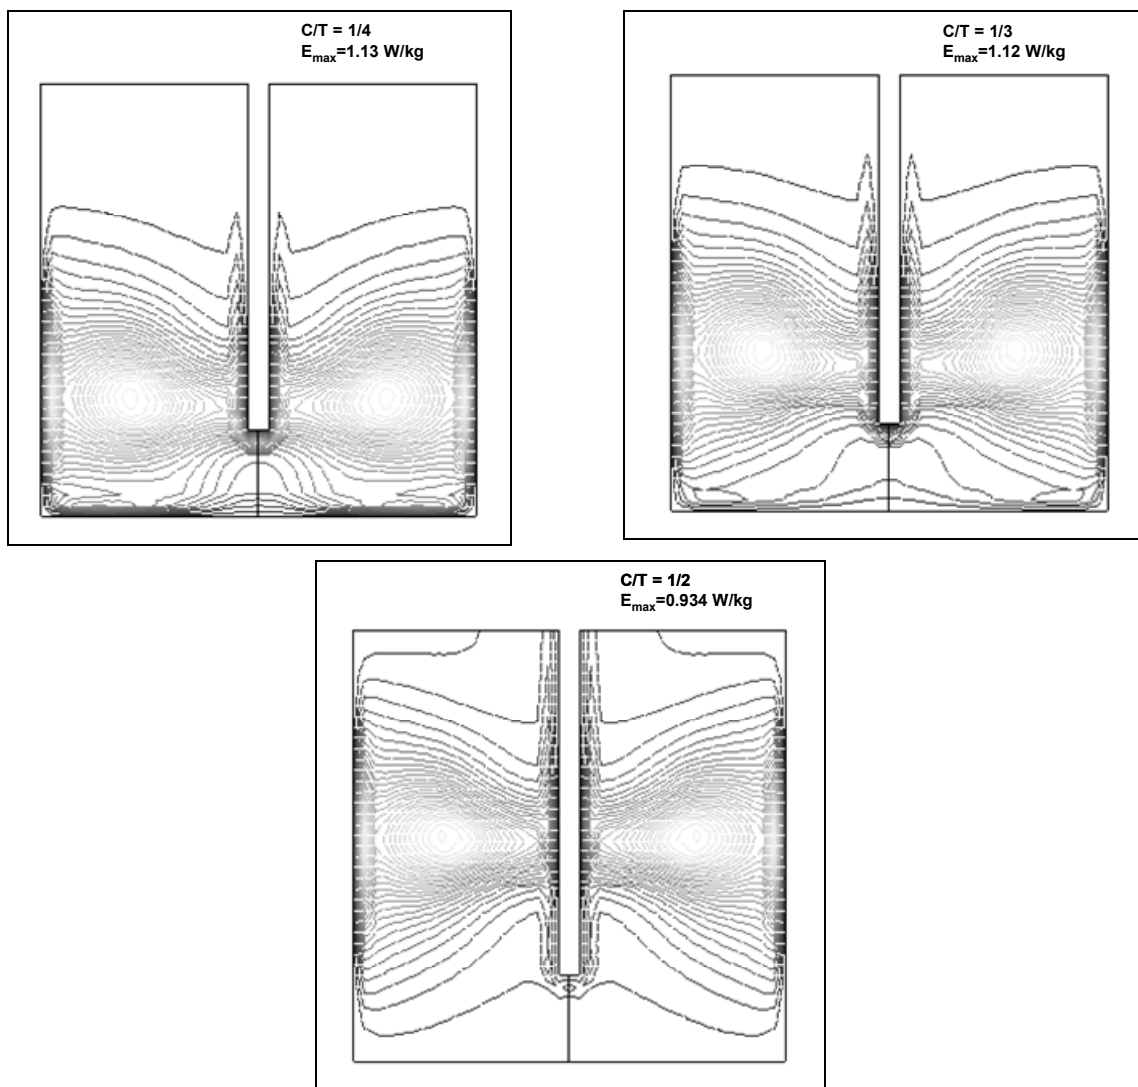 C/T = 1/4
Emax=1.13 W/kg
C/T = 1/3
Emax=1.12 W/kg
C/T = 1/2
Emax=0.934 W/kg